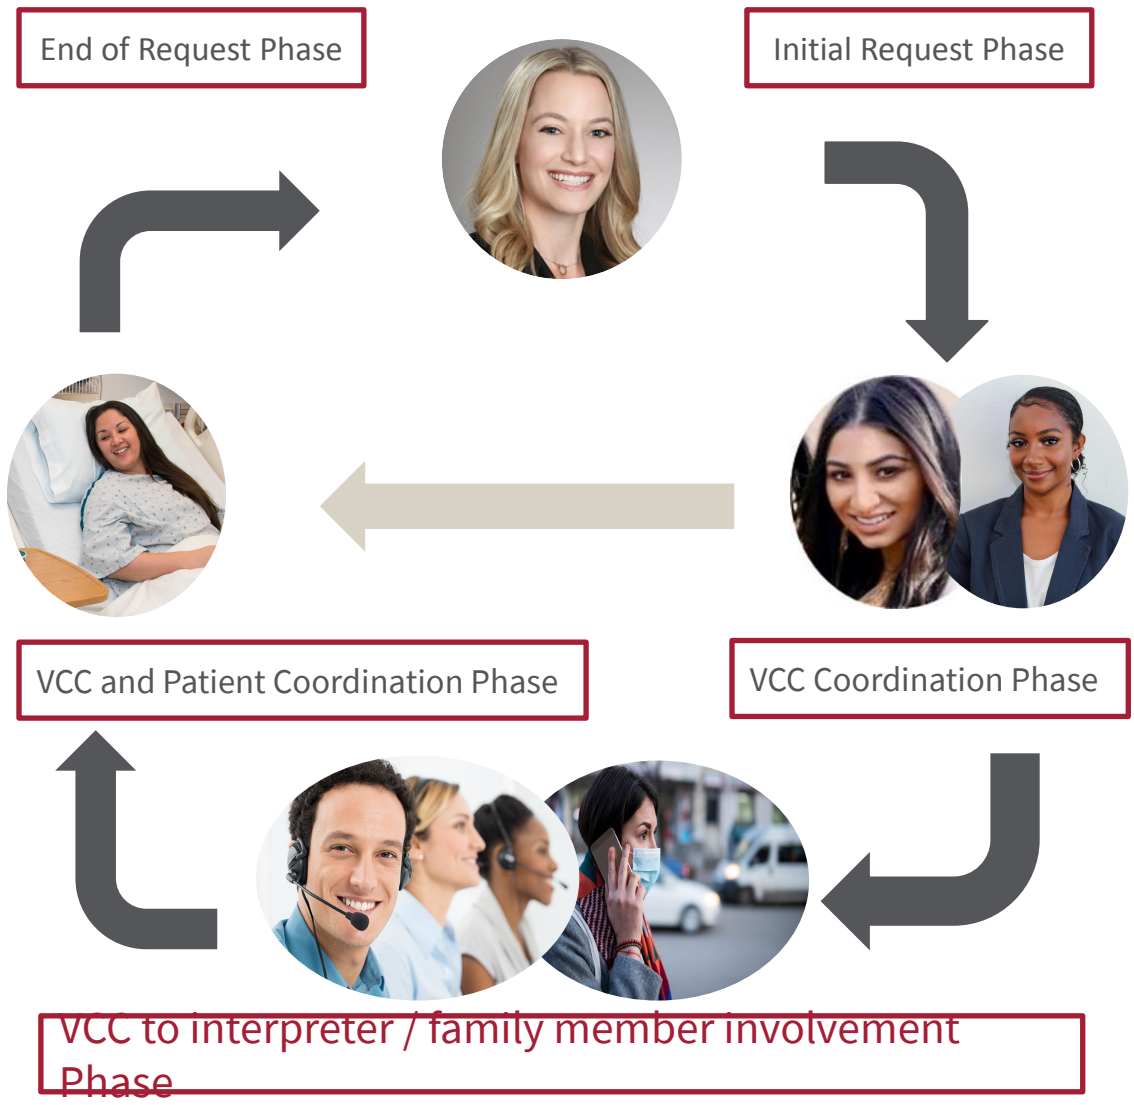 End of Request Phase
Initial Request Phase
VCC and Patient Coordination Phase
VCC Coordination Phase
VCC to interpreter / family member involvement
Phase